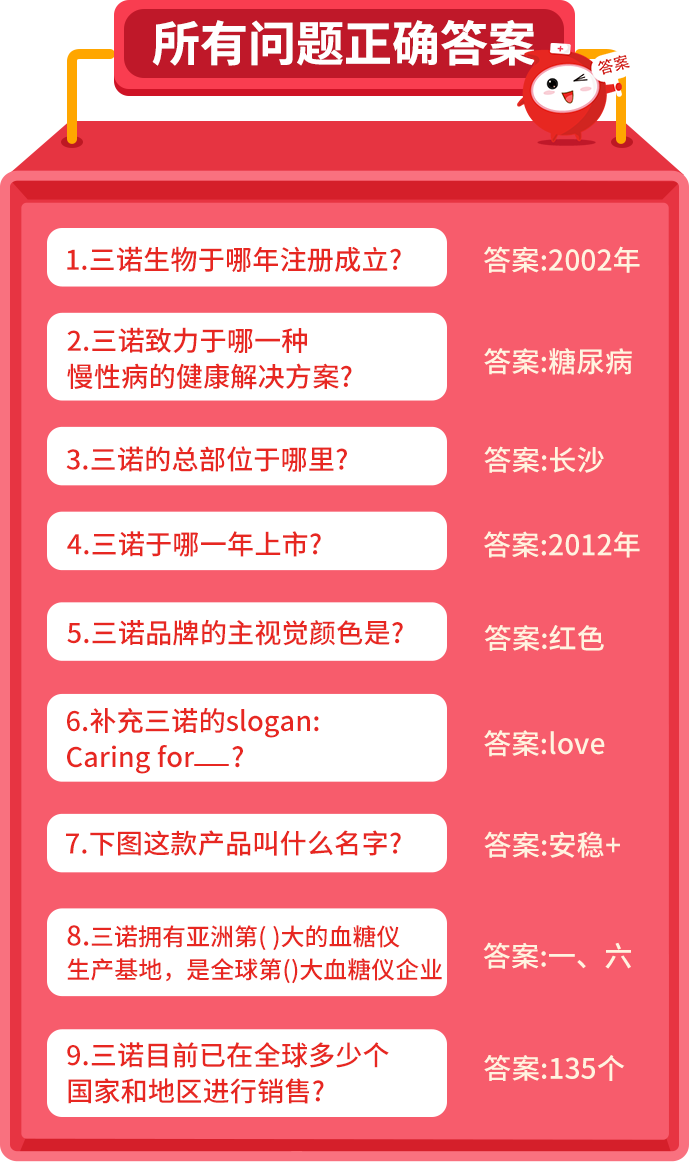 所有问题正确答案
答案
1.三诺生物于哪年注册成立?
答案:2002年
2.三诺致力于哪一种
慢性病的健康解决方案?
答案:糖尿病
3.三诺的总部位于哪里?
答案:长沙
4.三诺于哪一年上市?
答案:2012年
5.三诺品牌的主视觉颜色是?
答案:红色
6.补充三诺的slogan:
Caring for__?
答案:love
7.下图这款产品叫什么名字?
答案:安稳+
8.三诺拥有亚洲第( )大的血糖仪
生产基地，是全球第()大血糖仪企业
答案:一、六
9.三诺目前已在全球多少个
国家和地区进行销售?
答案:135个